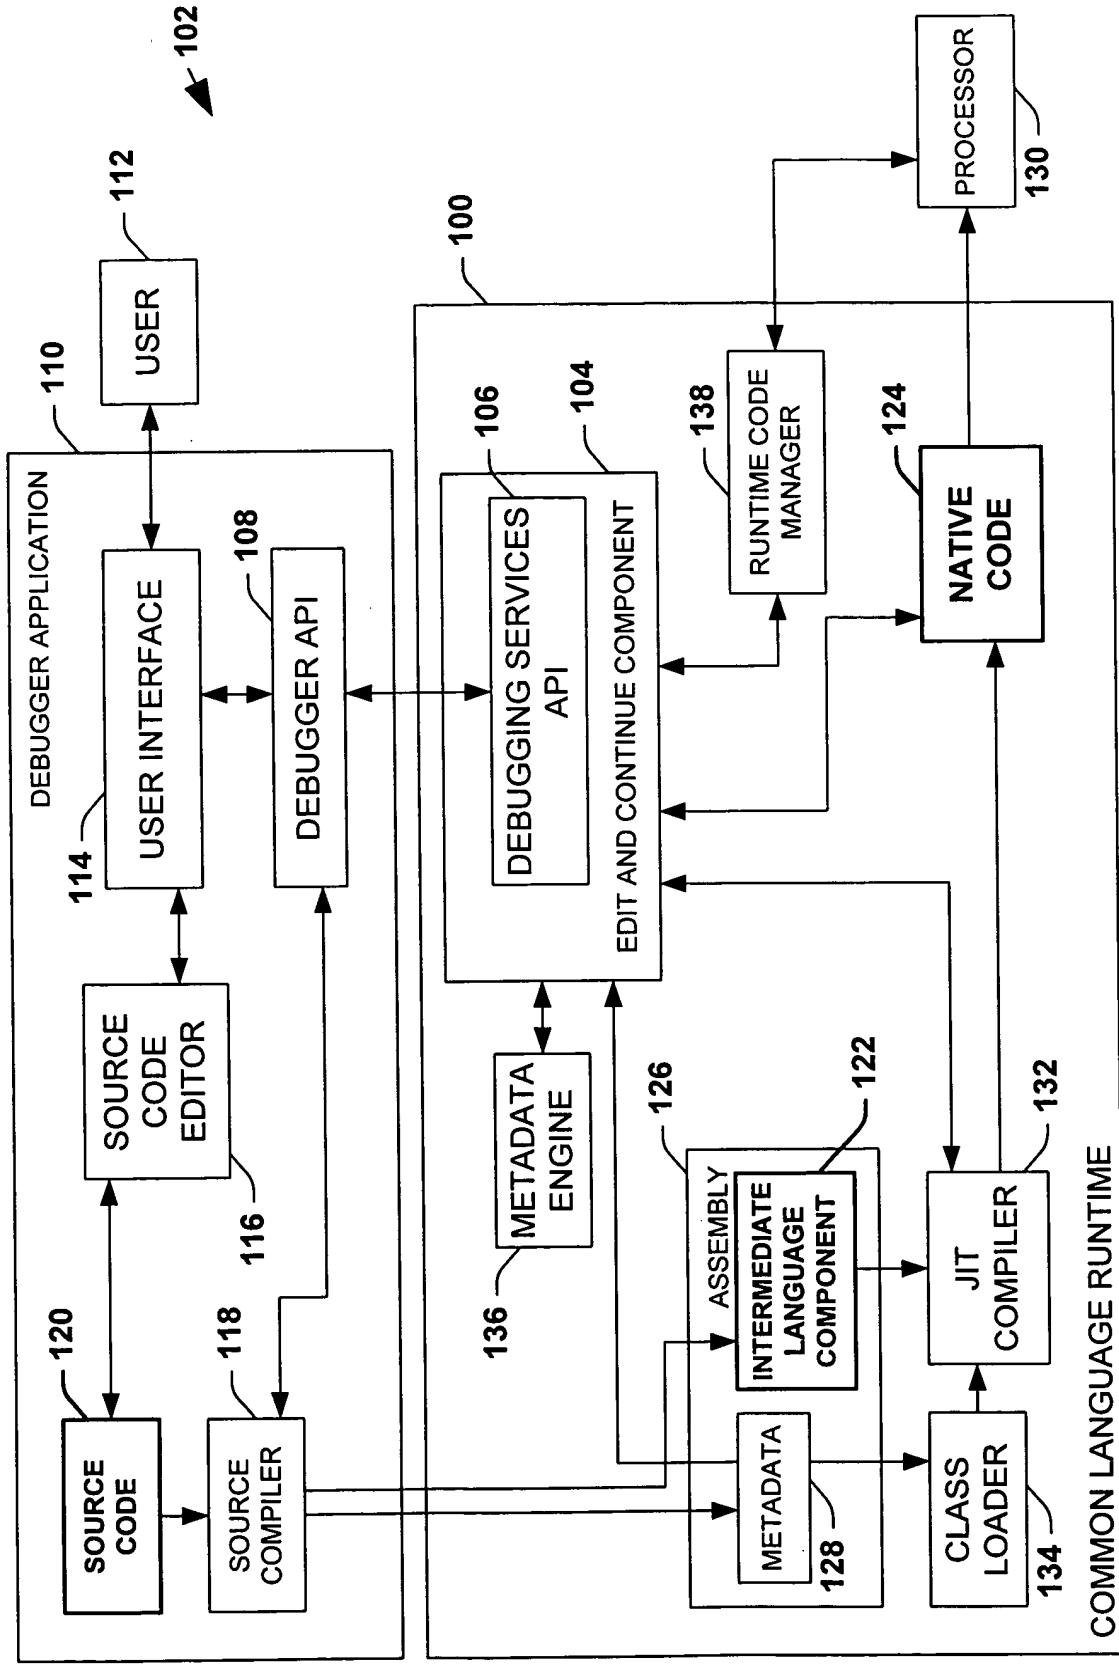 102
112
USER
110
DEBUGGER APPLICATION
USER INTERFACE
114
108
DEBUGGER API
SOURCE
CODE
EDITOR
116
120
SOURCE
CODE
118
SOURCE
COMPILER
100
104
106
DEBUGGING SERVICES
API
EDIT AND CONTINUE COMPONENT
METADATA
ENGINE
136
138
RUNTIME CODE
MANAGER
PROCESSOR
130
124
NATIVE
CODE
126
ASSEMBLY
122
INTERMEDIATE
LANGUAGE
COMPONENT
METADATA
128
132
JIT
COMPILER
CLASS
LOADER
134
COMMON LANGUAGE RUNTIME